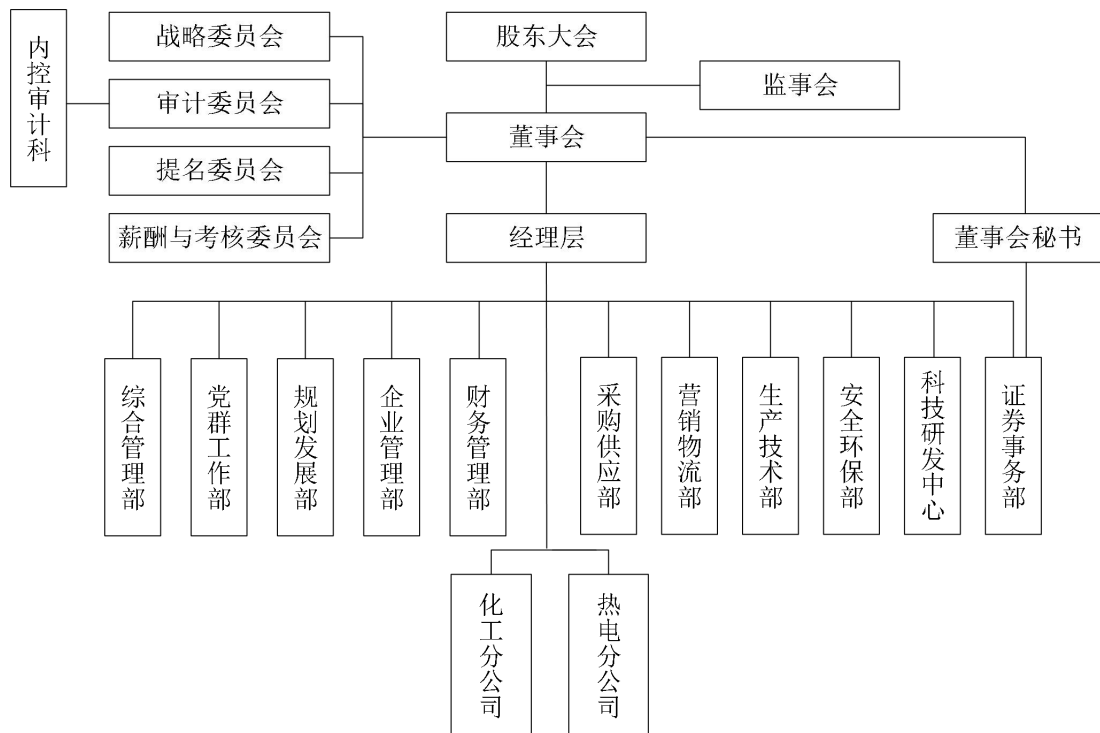 内控审计科
战略委员会
审计委员会
提名委员会
薪酬与考核委员会
股东大会
监事会
董事会
经理层
董事会秘书
综合管理部
党群工作部
规划发展部
企业管理部
财务管理部
采购供应部
营销物流部
生产技术部
安全环保部
科技研发中心
证券事务部
化工分公司
热电分公司